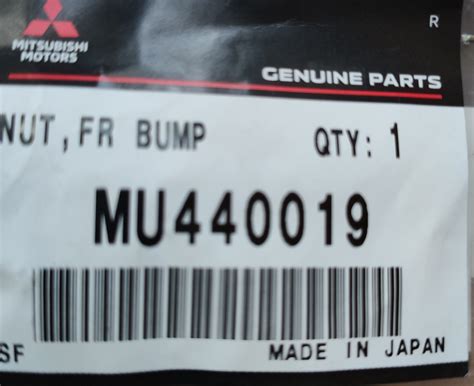 R
MITSUBISHI
MOTORS
GENUINE PARTS
NUT, FR BUMP QTY: 1
MU440019
SF MADE IN JAPAN